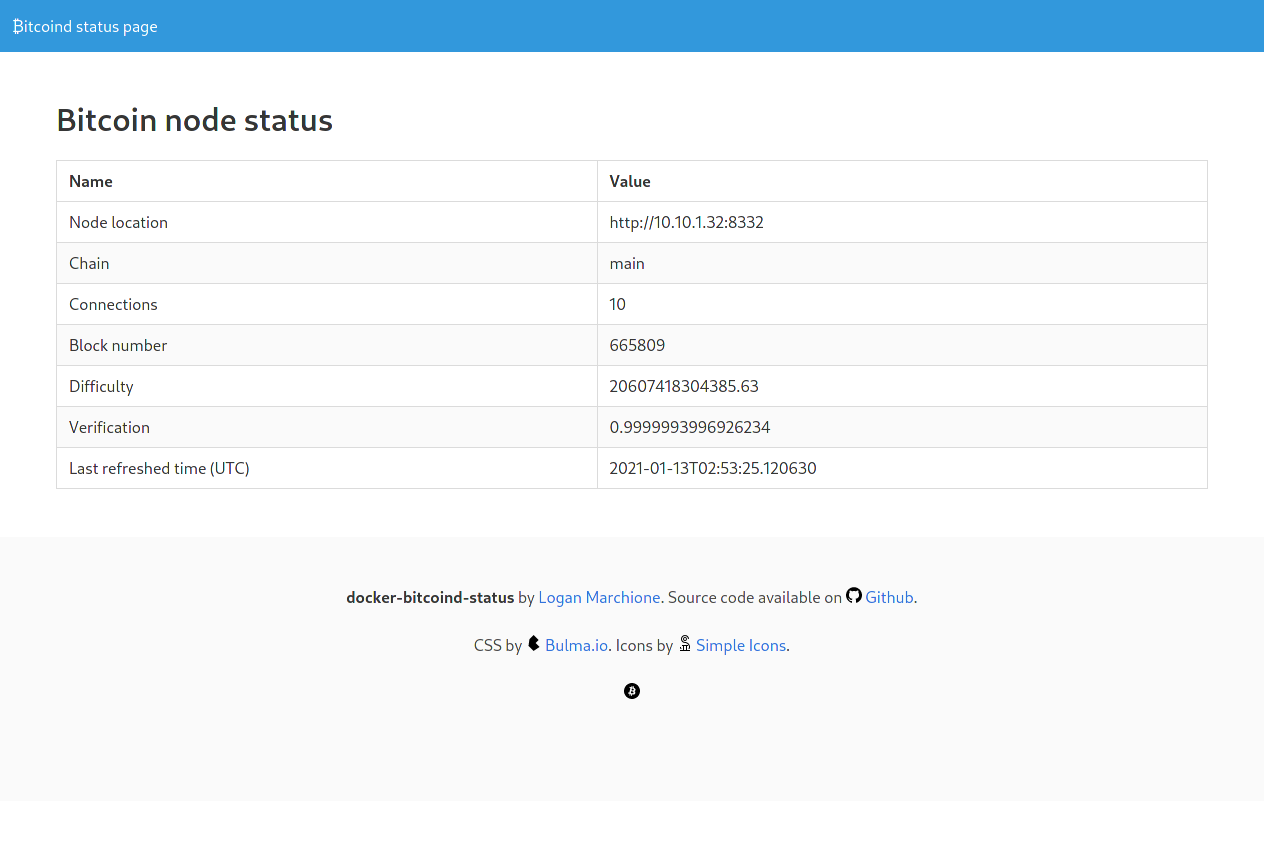 ₿itcoind status page
Bitcoin node status
Name Value
Node location http://10.10.1.32:8332
Chain main
Connections 10
Block number 665809
Difficulty 20607418304385.63
Verification 0.9999993996926234
Last refreshed time (UTC) 2021-01-13T02:53:25.120630
docker-bitcoind-status by Logan Marchione. Source code available on Github.
CSS by Bulma.io. Icons by Simple Icons.